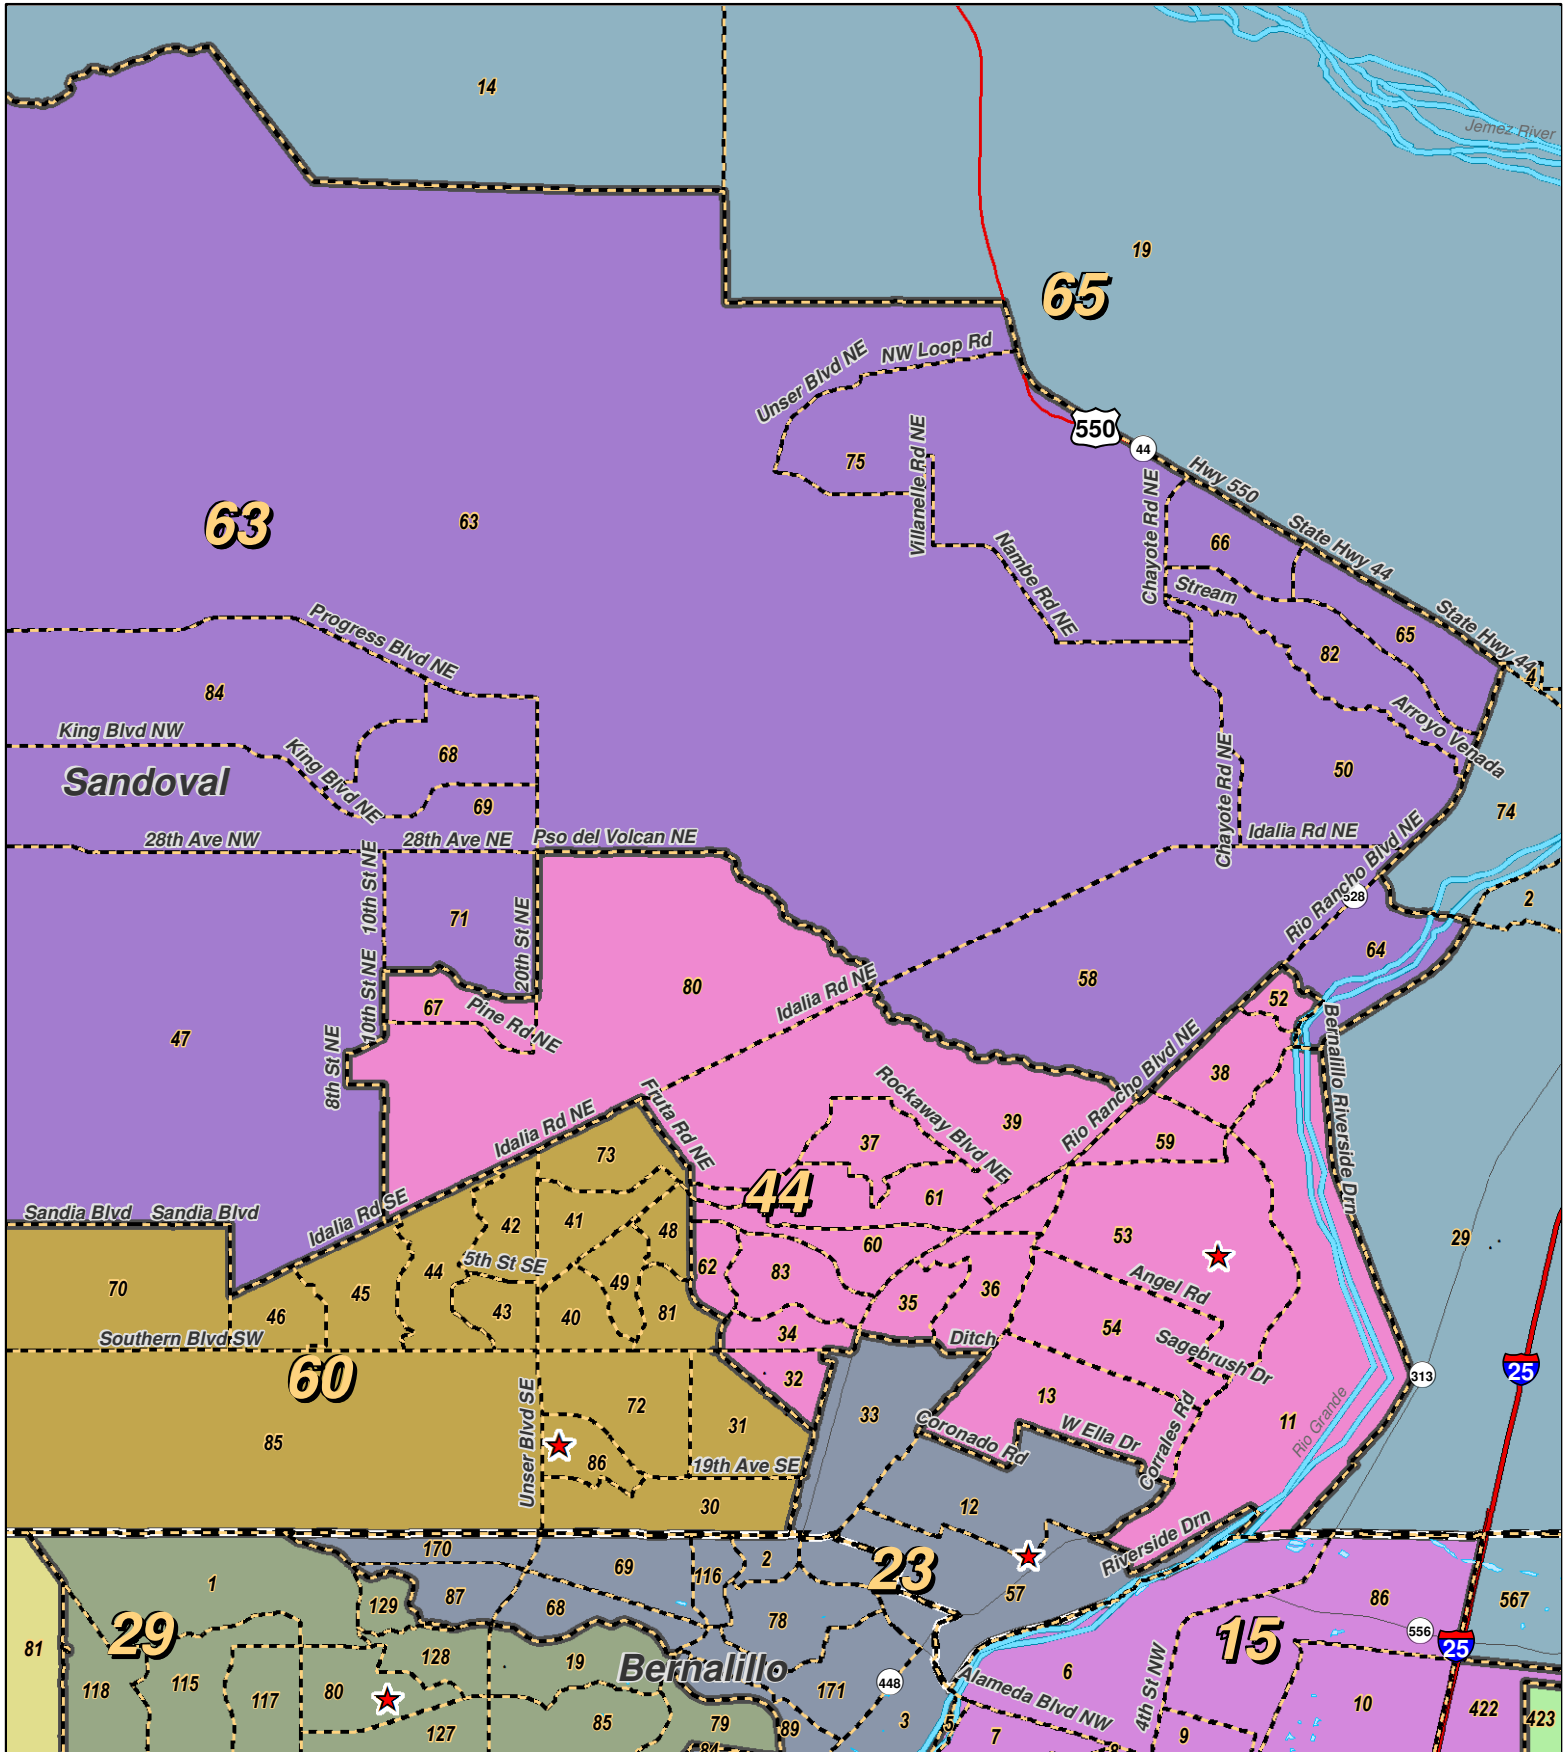 14
Jemez River
19
65
NW Loop Rd
Unser Blvd NE
550
44
75
Villanelle Rd NE
Hwy 550
Chayote Rd NE
63
63
66
State Hwy 44
Nambe Rd NE
Stream
State Hwy 44
Progress Blvd NE
65
82
4
84
Arroyo Venada
King Blvd NW
King Blvd NE
68
Chayote Rd NE
50
Sandoval
69
74
28th Ave NW
28th Ave NE
Pso del Volcan NE
Idalia Rd NE
Rio Rancho Blvd NE
528
2
10th St NE
71
20th St NE
64
80
Idalia Rd NE
58
52
67
Pine Rd NE
10th St NE
47
8th St NE
Bernalillo Riverside Drn
Rio Rancho Blvd NE
38
Rockaway Blvd NE
Fruta Rd NE
Idalia Rd NE
39
37
59
73
44
61
Sandia Blvd
Sandia Blvd
Idalia Rd SE
42
41
48
60
53
29
5th St SE
44
62
83
Angel Rd
70
45
49
36
46
43
40
81
35
54
Southern Blvd SW
34
Ditch
Sagebrush Dr
60
32
25
313
72
31
33
13
11
Rio Grande
Coronado Rd
W Ella Dr
Corrales Rd
85
Unser Blvd SE
86
19th Ave SE
30
12
Riverside Drn
170
69
116
2
23
57
1
129
87
68
78
86
567
556
25
29
15
81
128
19
Bernalillo
6
118
115
117
80
171
448
Alameda Blvd NW
4th St NW
10
422
423
127
85
79
89
3
5
7
9
84
8